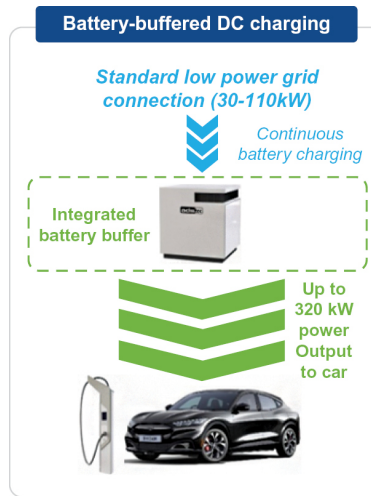 Battery-buffered DC charging
Standard low power grid
connection (30-110kW)
Continuous
battery charging
Integrated
battery buffer
Up to
320 kW
power
Output
to car